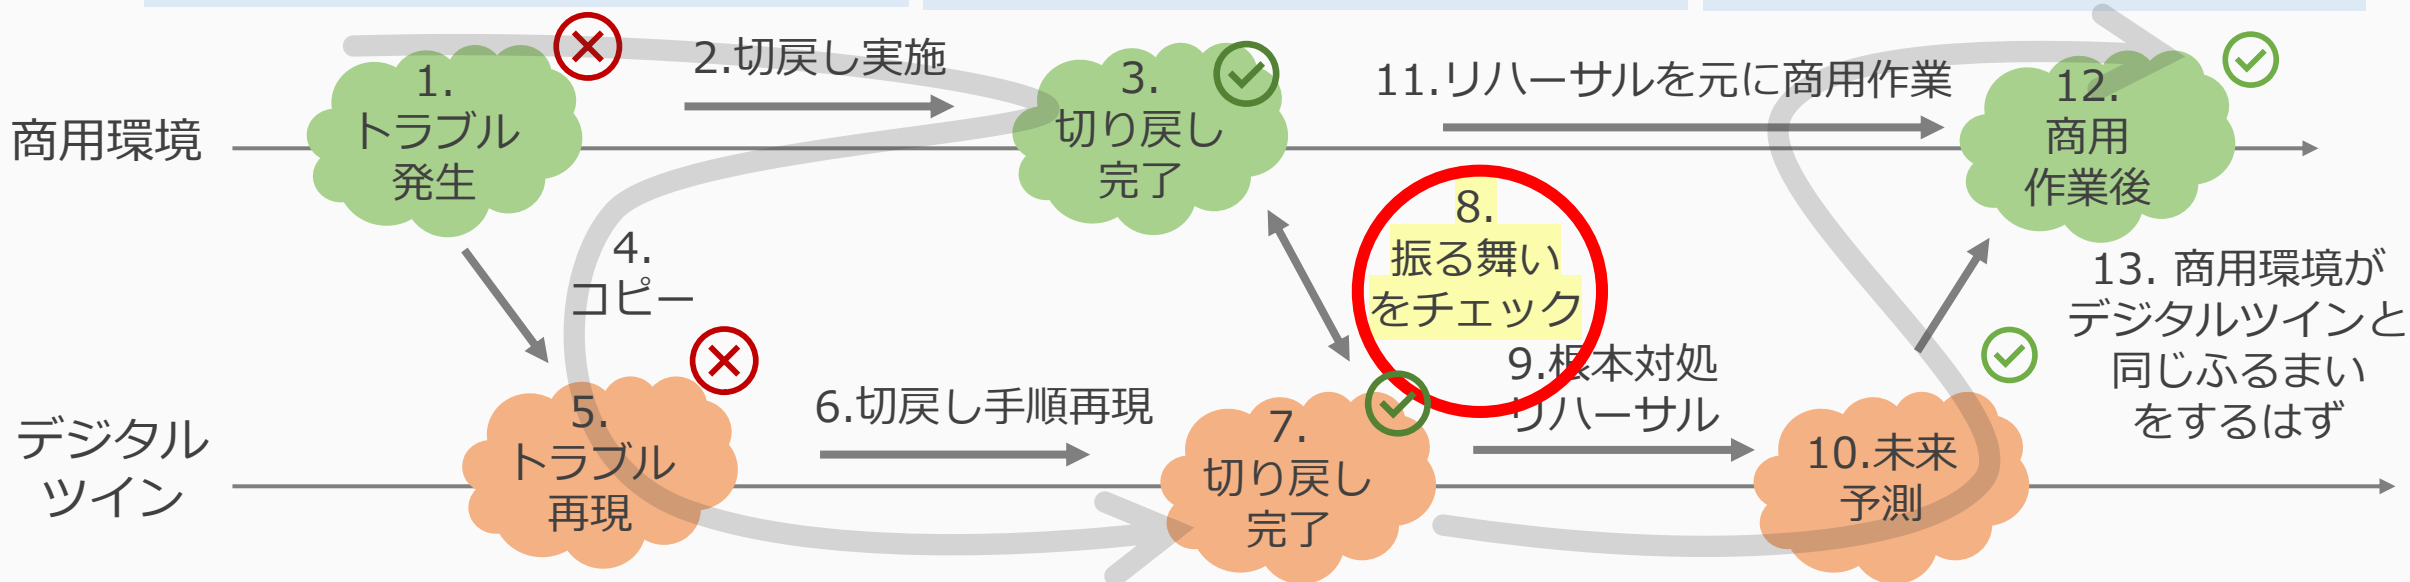 商用環境
1.
トラブル
発生
2.切戻し実施
3.
切り戻し
完了
4.
コピー
デジタル
ツイン
5.
トラブル
再現
6.切戻し手順再現
7.
切り戻し
完了
8.
振る舞い
をチェック
9.根本対処
リハーサル
10.未来
予測
11.リハーサルを元に商用作業
12.
商用
作業後
13. 商用環境が
デジタルツインと
同じふるまい
をするはず